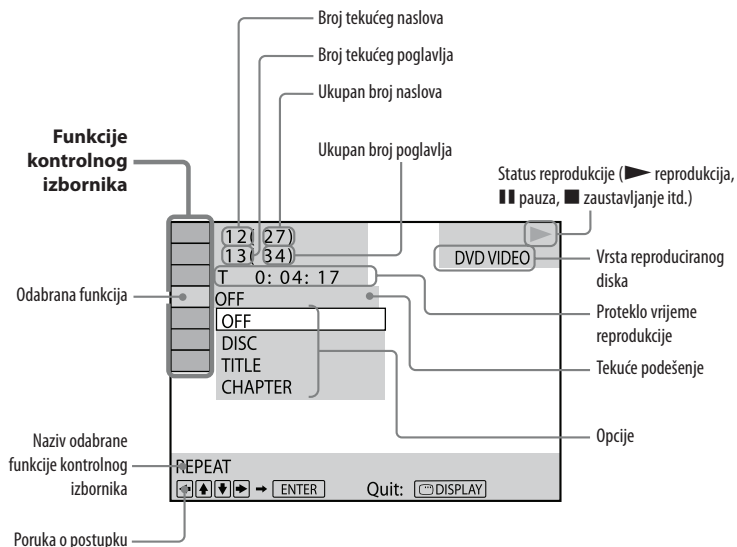 Broj tekućeg naslova
Broj tekućeg poglavlja
Ukupan broj naslova
Ukupan broj poglavlja
Funkcije
kontrolnog
izbornika
Status reprodukcije (▶ reprodukcija,
▮▮ pauza, ■ zaustavljanje itd.)
12(27)
13(34)
T 0:04:17
DVD VIDEO
Vrsta reproduciranog
diska
Odabrana funkcija
OFF
OFF
DISC
TITLE
CHAPTER
Proteklo vrijeme
reprodukcije
Tekuće podešenje
Opcije
Naziv odabrane
funkcije kontrolnog
izbornika
REPEAT
←↑↓→ → ENTER Quit: DISPLAY
Poruka o postupku